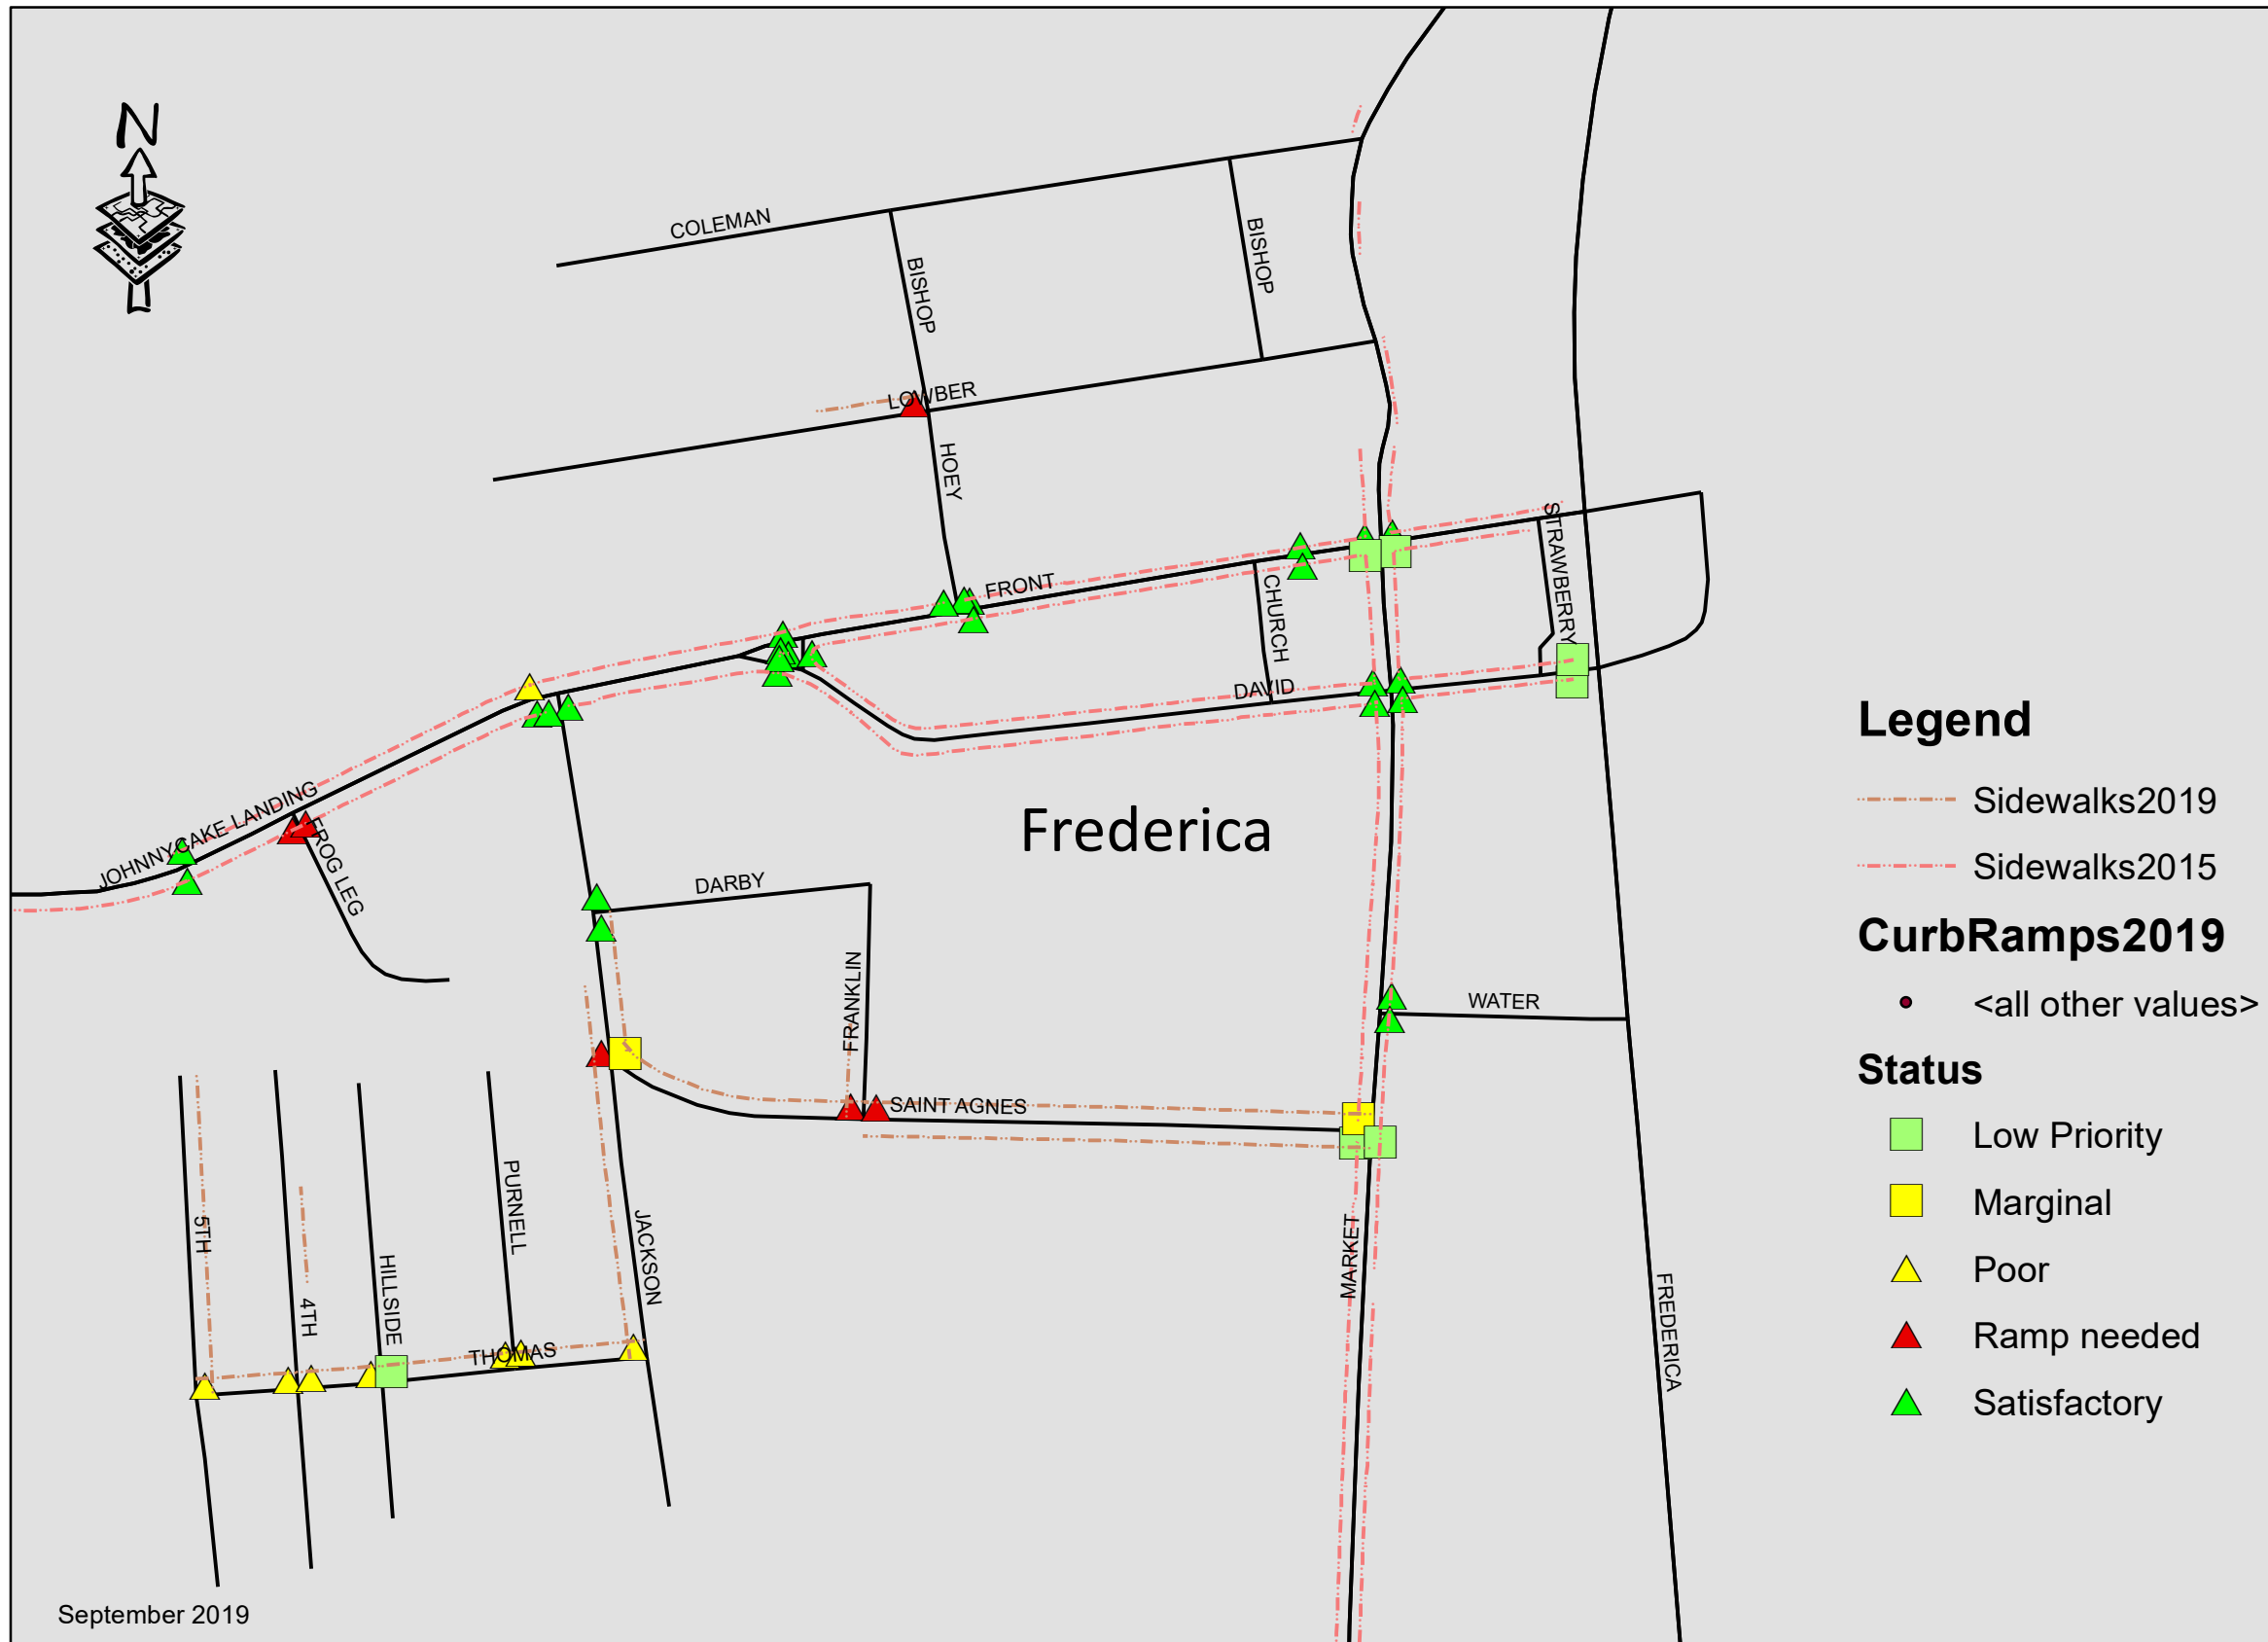 N
COLEMAN
BISHOP
BISHOP
LOWBER
HOEY
STRAWBERRY
FRONT
CHURCH
DAVID
JOHNNYCAKE LANDING
FROG LEG
Frederica
DARBY
FRANKLIN
WATER
SAINT AGNES
5TH
4TH
HILLSIDE
PURNELL
JACKSON
MARKET
FREDERICA
THOMAS
Legend
Sidewalks2019
Sidewalks2015
CurbRamps2019
<all other values>
Status
Low Priority
Marginal
Poor
Ramp needed
Satisfactory
September 2019